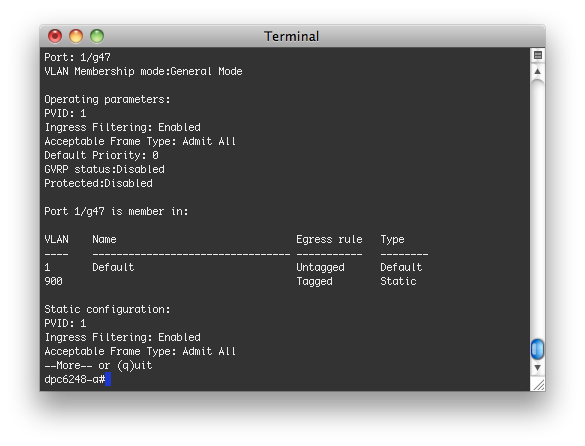 Terminal
Port: 1/g47
VLAN Membership mode:General Mode
Operating parameters:
PVID: 1
Ingress Filtering: Enabled
Acceptable Frame Type: Admit All
Default Priority: 0
GVRP status:Disabled
Protected:Disabled
Port 1/g47 is member in:
VLAN    Name                              Egress rule   Type
----    --------------------------------- -----------   --------
1       Default                           Untagged      Default
900                                       Tagged        Static
Static configuration:
PVID: 1
Ingress Filtering: Enabled
Acceptable Frame Type: Admit All
--More-- or (q)uit
dpc6248-a#